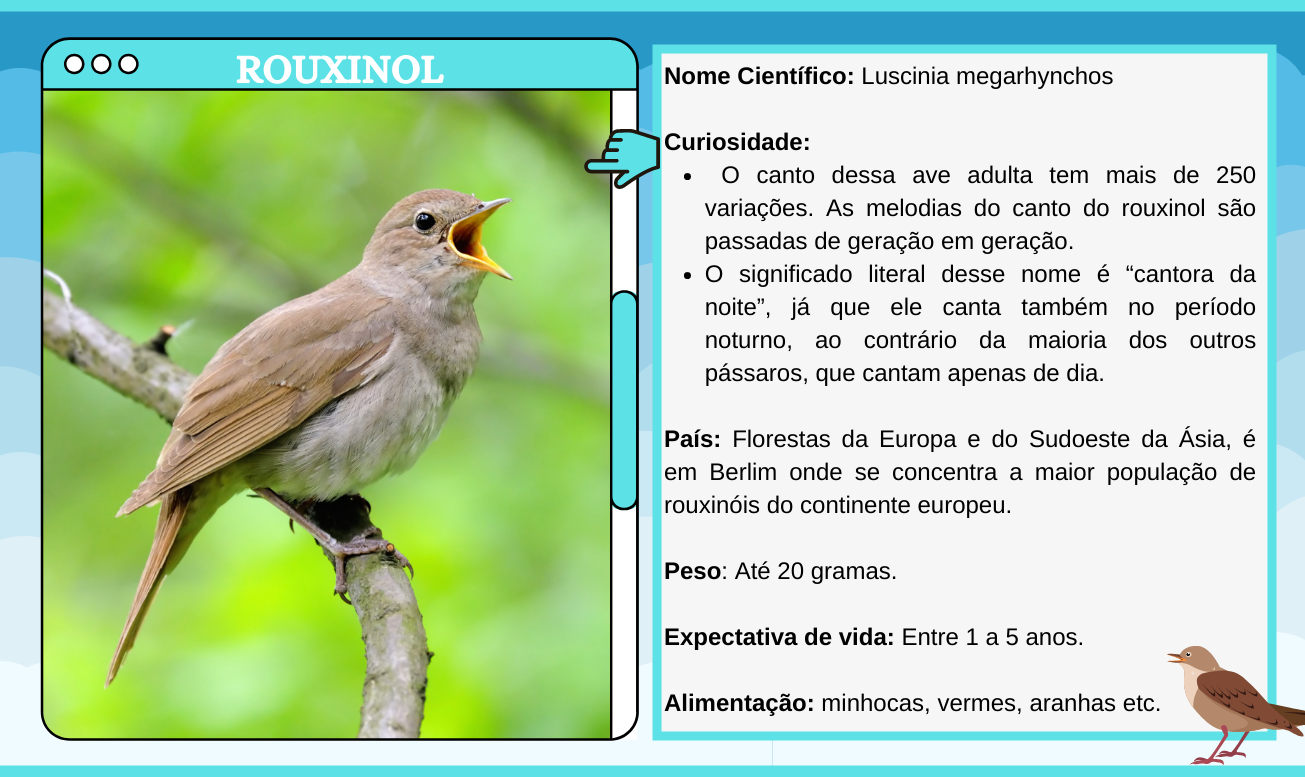 ROUXINOL
Nome Científico: Luscinia megarhynchos
Curiosidade:
• O canto dessa ave adulta tem mais de 250
variações. As melodias do canto do rouxinol são
passadas de geração em geração.
• O significado literal desse nome é “cantora da
noite”, já que ele canta também no período
noturno, ao contrário da maioria dos outros
pássaros, que cantam apenas de dia.
País: Florestas da Europa e do Sudoeste da Ásia, é
em Berlim onde se concentra a maior população de
rouxinóis do continente europeu.
Peso: Até 20 gramas.
Expectativa de vida: Entre 1 a 5 anos.
Alimentação: minhocas, vermes, aranhas etc.